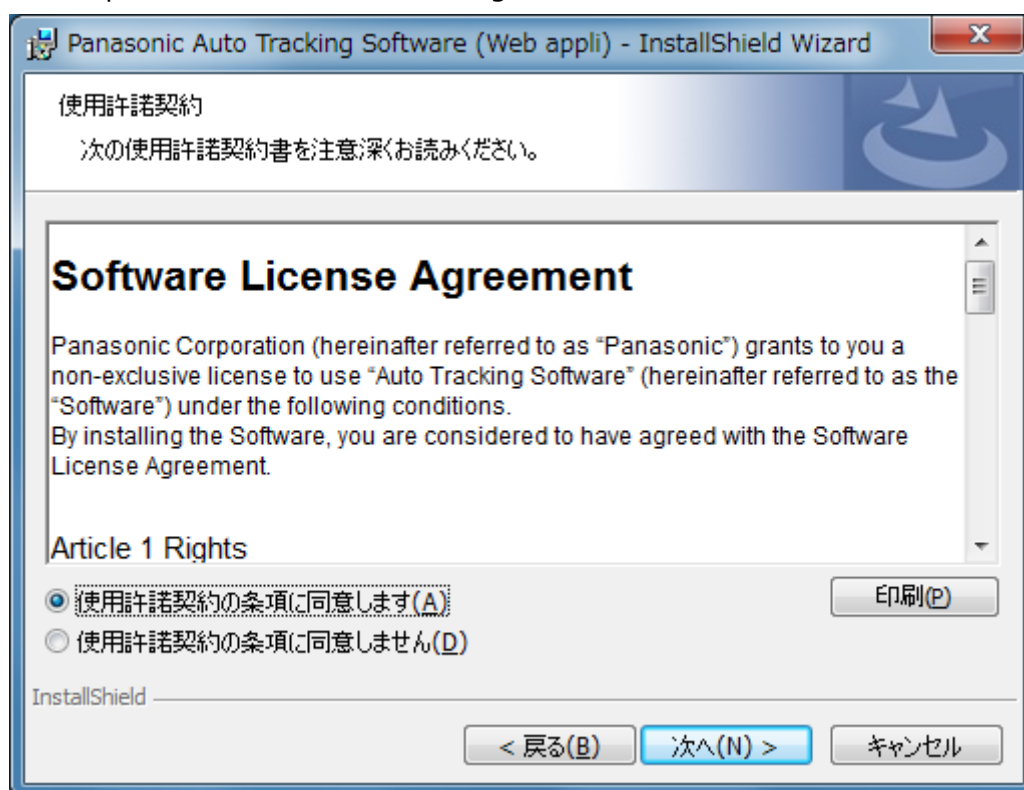 Panasonic Auto Tracking Software (Web appli) - InstallShield Wizard
使用許諾契約
次の使用許諾契約書を注意深くお読みください。
Software License Agreement
Panasonic Corporation (hereinafter referred to as “Panasonic”) grants to you a
non-exclusive license to use “Auto Tracking Software” (hereinafter referred to as the
“Software”) under the following conditions.
By installing the Software, you are considered to have agreed with the Software
License Agreement.
Article 1 Rights
使用許諾契約の条項に同意します(A)
印刷(P)
使用許諾契約の条項に同意しません(D)
InstallShield
< 戻る(B)
次へ(N) >
キャンセル